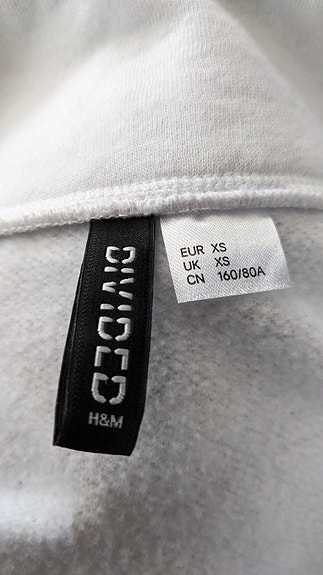 DIVIDED
H&M
EUR XS
UK XS
CN 160/80A